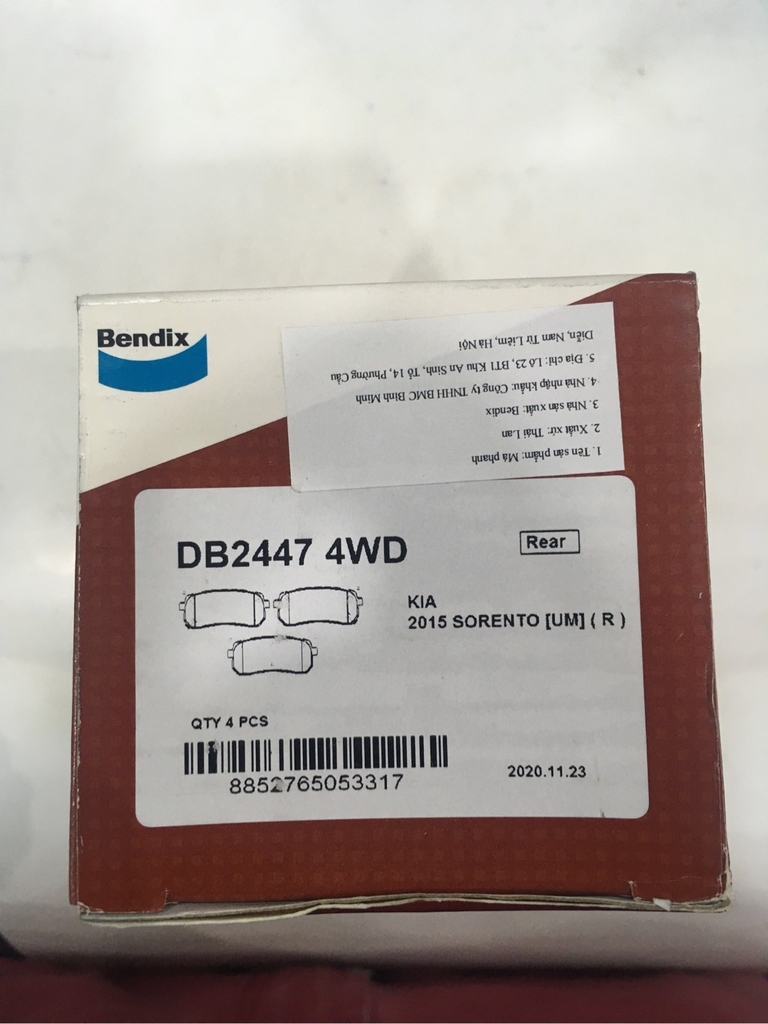 Bendix
1. Tên sản phẩm: Má phanh
2. Xuất xứ: Thái Lan
3. Nhà sản xuất: Bendix
4. Nhà nhập khẩu: Công ty TNHH BMC Bình Minh
5. Địa chỉ: Lô 23, BT1 Khu An Sinh, Tổ, 14, Phường Cầu
Diễn, Nam Từ Liêm, Hà Nội
DB2447 4WD
Rear
KIA
2015 SORENTO [UM] ( R )
QTY 4 PCS
8852765053317
2020.11.23